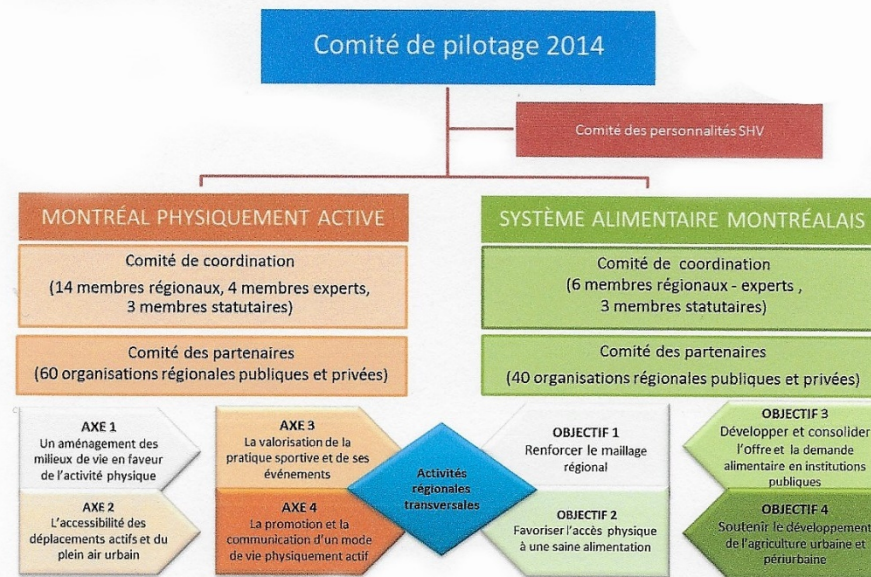 Comité de pilotage 2014
Comité des personnalités SHV
MONTRÉAL PHYSIQUEMENT ACTIVE
Comité de coordination
(14 membres régionaux, 4 membres experts,
3 membres statutaires)
Comité des partenaires
(60 organisations régionales publiques et privées)
SYSTÈME ALIMENTAIRE MONTRÉALAIS
Comité de coordination
(6 membres régionaux - experts ,
3 membres statutaires)
Comité des partenaires
(40 organisations régionales publiques et privées)
AXE 1
Un aménagement des
milieux de vie en faveur
de l'activité physique
AXE 2
L'accessibilité des
déplacements actifs et du
plein air urbain
AXE 3
La valorisation de la
pratique sportive et de ses
événements
AXE 4
La promotion et la
communication d'un mode
de vie physiquement actif
Activités
régionales
transversales
OBJECTIF 1
Renforcer le maillage
régional
OBJECTIF 2
Favoriser l'accès physique
à une saine alimentation
OBJECTIF 3
Développer et consolider
l'offre et la demande
alimentaire en institutions
publiques
OBJECTIF 4
Soutenir le développement
de l'agriculture urbaine et
périurbaine